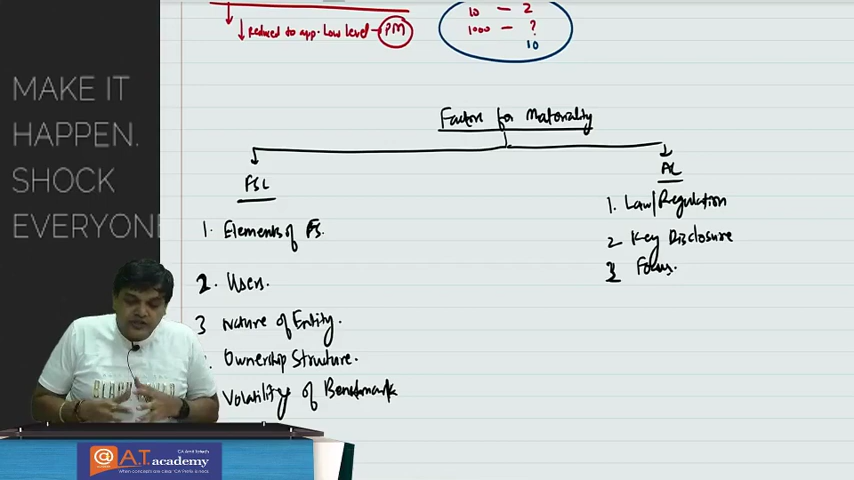 ↓ Reduced to app. Low level - PM
10 - 2
1000 - ?
10
MAKE IT
HAPPEN.
SHOCK
EVERYONE
Factors for Materiality
FSL
1. Elements of FS.
2. Users.
3 Nature of Entity.
Ownership Structure.
Volatility of Benchmark
AL
1. Law/Regulation
2 Key Disclosure
3 Focus.
@ A.T. academy